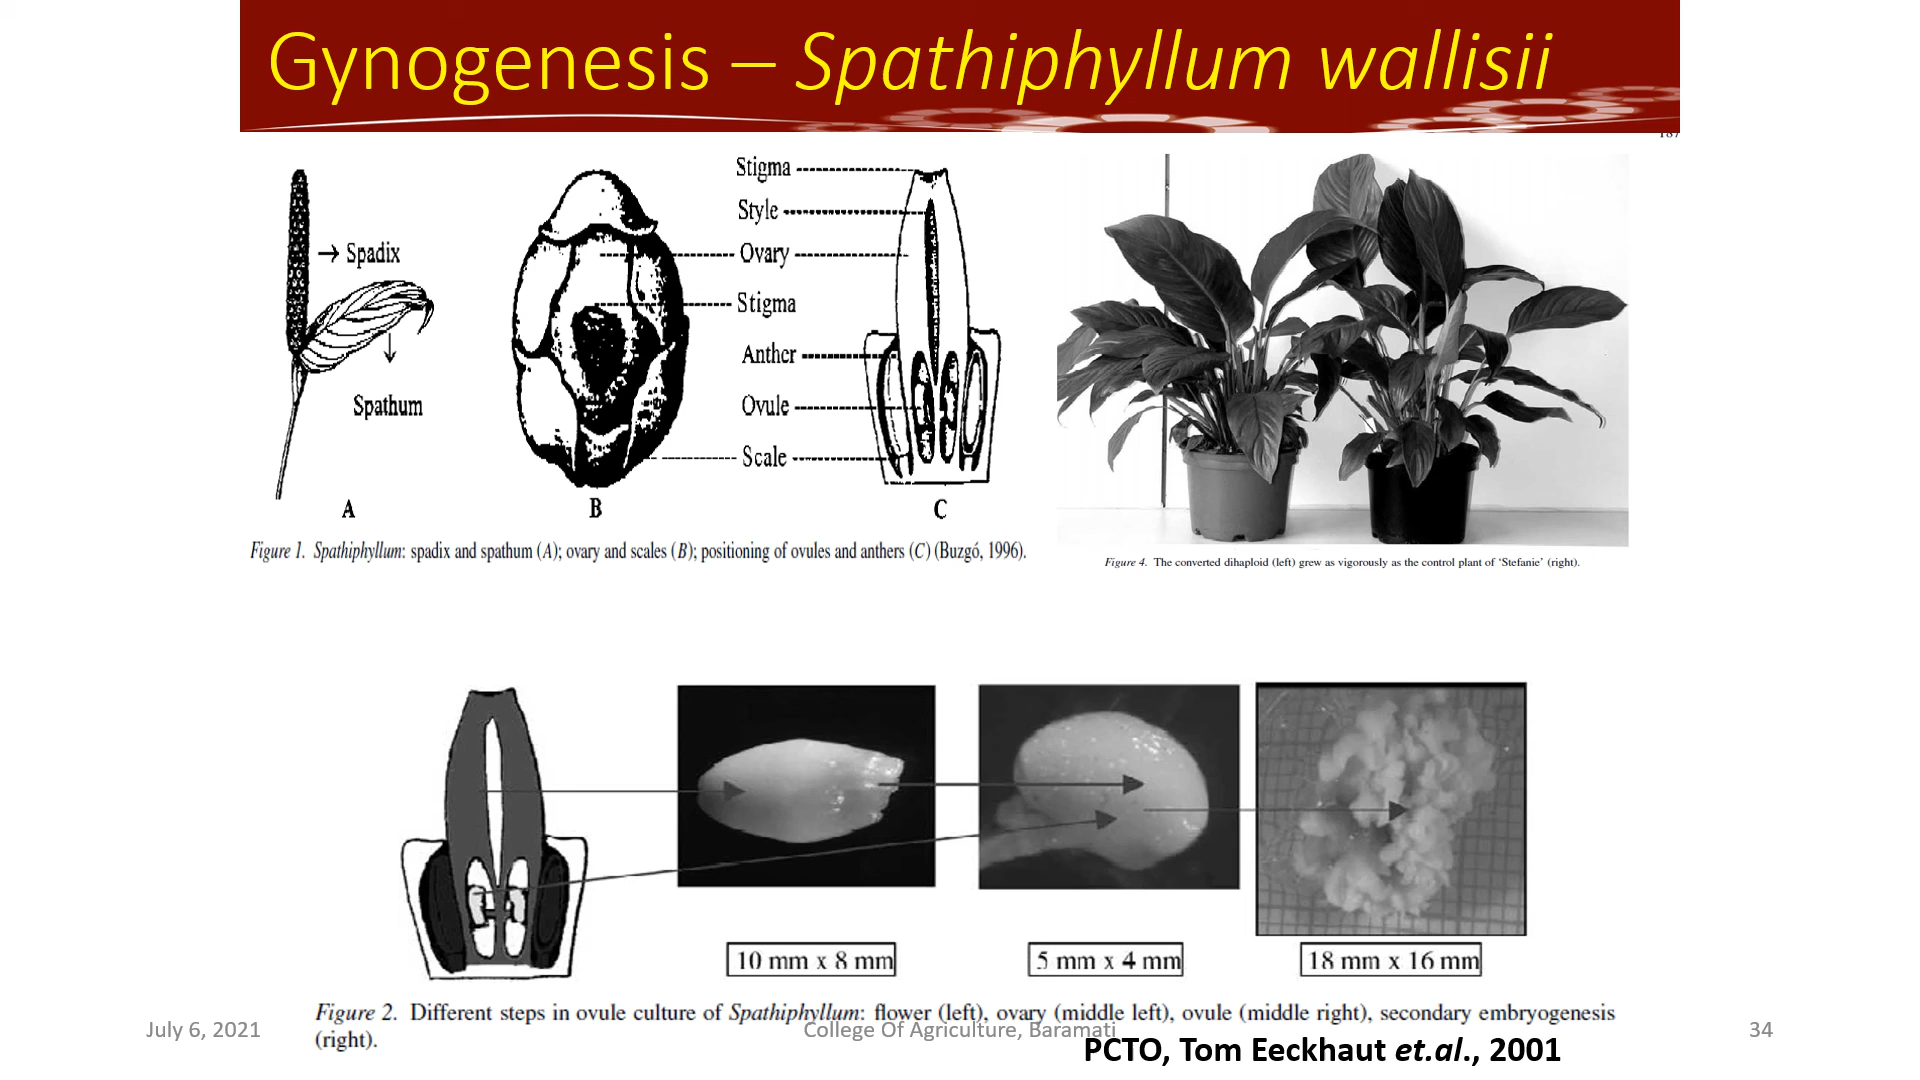 Gynogenesis – Spathiphyllum wallisii
187
Stigma
Style
→ Spadix
Ovary
Stigma
Anther
Spathum
Ovule
Scale
A
B
C
Figure 1. Spathiphyllum: spadix and spathum (A); ovary and scales (B); positioning of ovules and anthers (C) (Buzgó, 1996).
Figure 4. The converted dihaploid (left) grew as vigorously as the control plant of ‘Stefanie’ (right).
10 mm x 8 mm
5 mm x 4 mm
18 mm x 16 mm
Figure 2. Different steps in ovule culture of Spathiphyllum: flower (left), ovary (middle left), ovule (middle right), secondary embryogenesis
(right).
July 6, 2021
College Of Agriculture, Baramati
34
PCTO, Tom Eeckhaut et.al., 2001